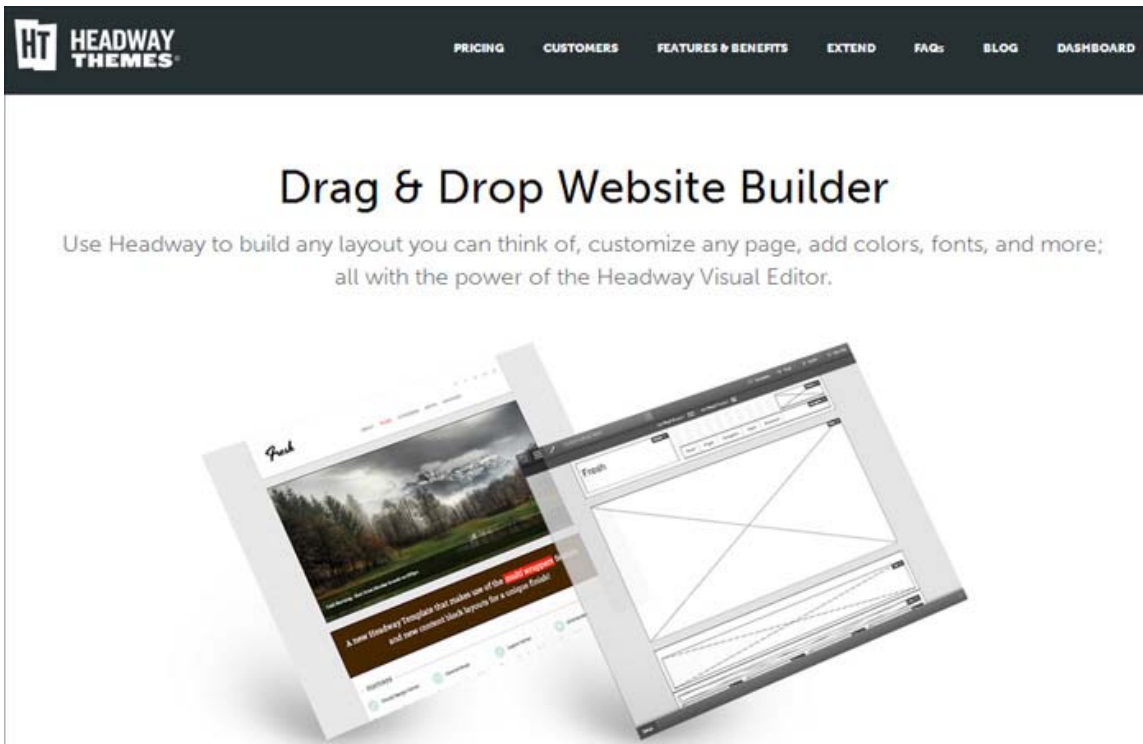 HT HEADWAY
THEMES
PRICING CUSTOMERS FEATURES & BENEFITS EXTEND FAQs BLOG DASHBOARD
Drag & Drop Website Builder
Use Headway to build any layout you can think of, customize any page, add colors, fonts, and more;
all with the power of the Headway Visual Editor.
Fresh
A new Headway Template that makes use of the multi wrappers
and new content block layouts for a unique finish!
Fresh